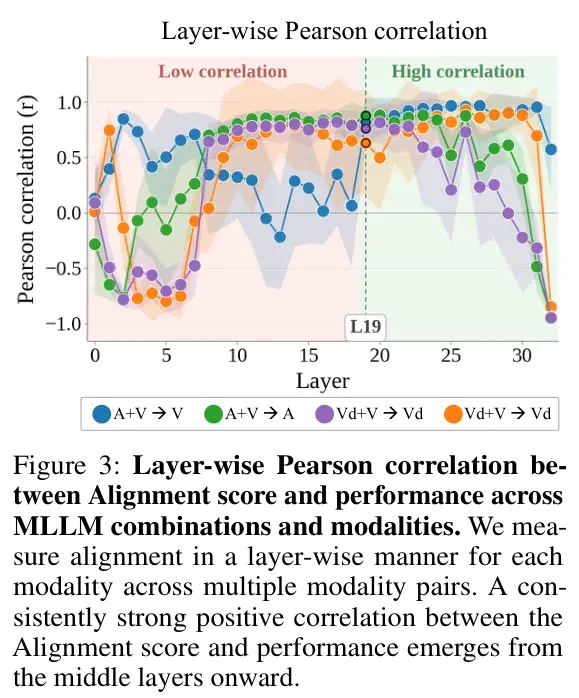 Layer-wise Pearson correlation
Low correlation
High correlation
Pearson correlation (r)
1.0
0.5
0.0
−0.5
−1.0
L19
0
5
10
15
20
25
30
Layer
A+V → V
A+V → A
Vd+V → Vd
Vd+V → Vd
Figure 3: Layer-wise Pearson correlation be-
tween Alignment score and performance across
MLLM combinations and modalities. We mea-
sure alignment in a layer-wise manner for each
modality across multiple modality pairs. A con-
sistently strong positive correlation between the
Alignment score and performance emerges from
the middle layers onward.